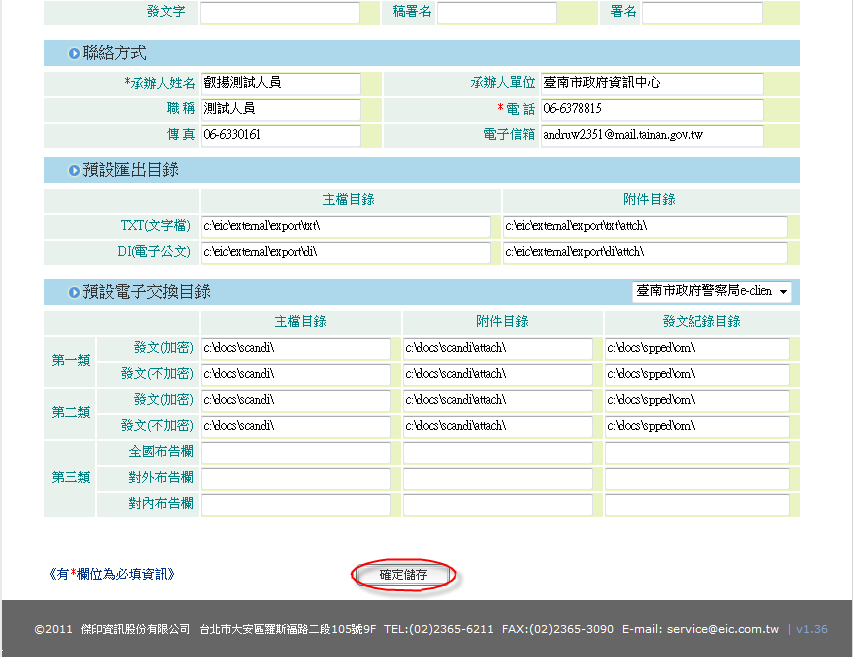 發文字 稿署名 署名
聯絡方式
*承辦人姓名 叡揚測試人員 承辦人單位 臺南市政府資訊中心
職 稱 測試人員 *電 話 06-6378815
傳 真 06-6330161 電子信箱 andruw2351@mail.tainan.gov.tw
預設匯出目錄
主檔目錄 附件目錄
TXT(文字檔) c:\eic\external\export\txt\ c:\eic\external\export\txt\attch\
DI(電子公文) c:\eic\external\export\di\ c:\eic\external\export\di\attch\
預設電子交換目錄 臺南市政府警察局e-clien
主檔目錄 附件目錄 發文紀錄目錄
第一類 發文(加密) c:\docs\scandi\ c:\docs\scandi\attach\ c:\docs\spped\om\
發文(不加密) c:\docs\scandi\ c:\docs\scandi\attach\ c:\docs\spped\om\
第二類 發文(加密) c:\docs\scandi\ c:\docs\scandi\attach\ c:\docs\spped\om\
發文(不加密) c:\docs\scandi\ c:\docs\scandi\attach\ c:\docs\spped\om\
全國布告欄
第三類 對外布告欄
對內布告欄
《有*欄位為必填資訊》 確定儲存
©2011 傑印資訊股份有限公司 台北市大安區羅斯福路二段105號9F TEL:(02)2365-6211 FAX:(02)2365-3090 E-mail: service@eic.com.tw | v1.36